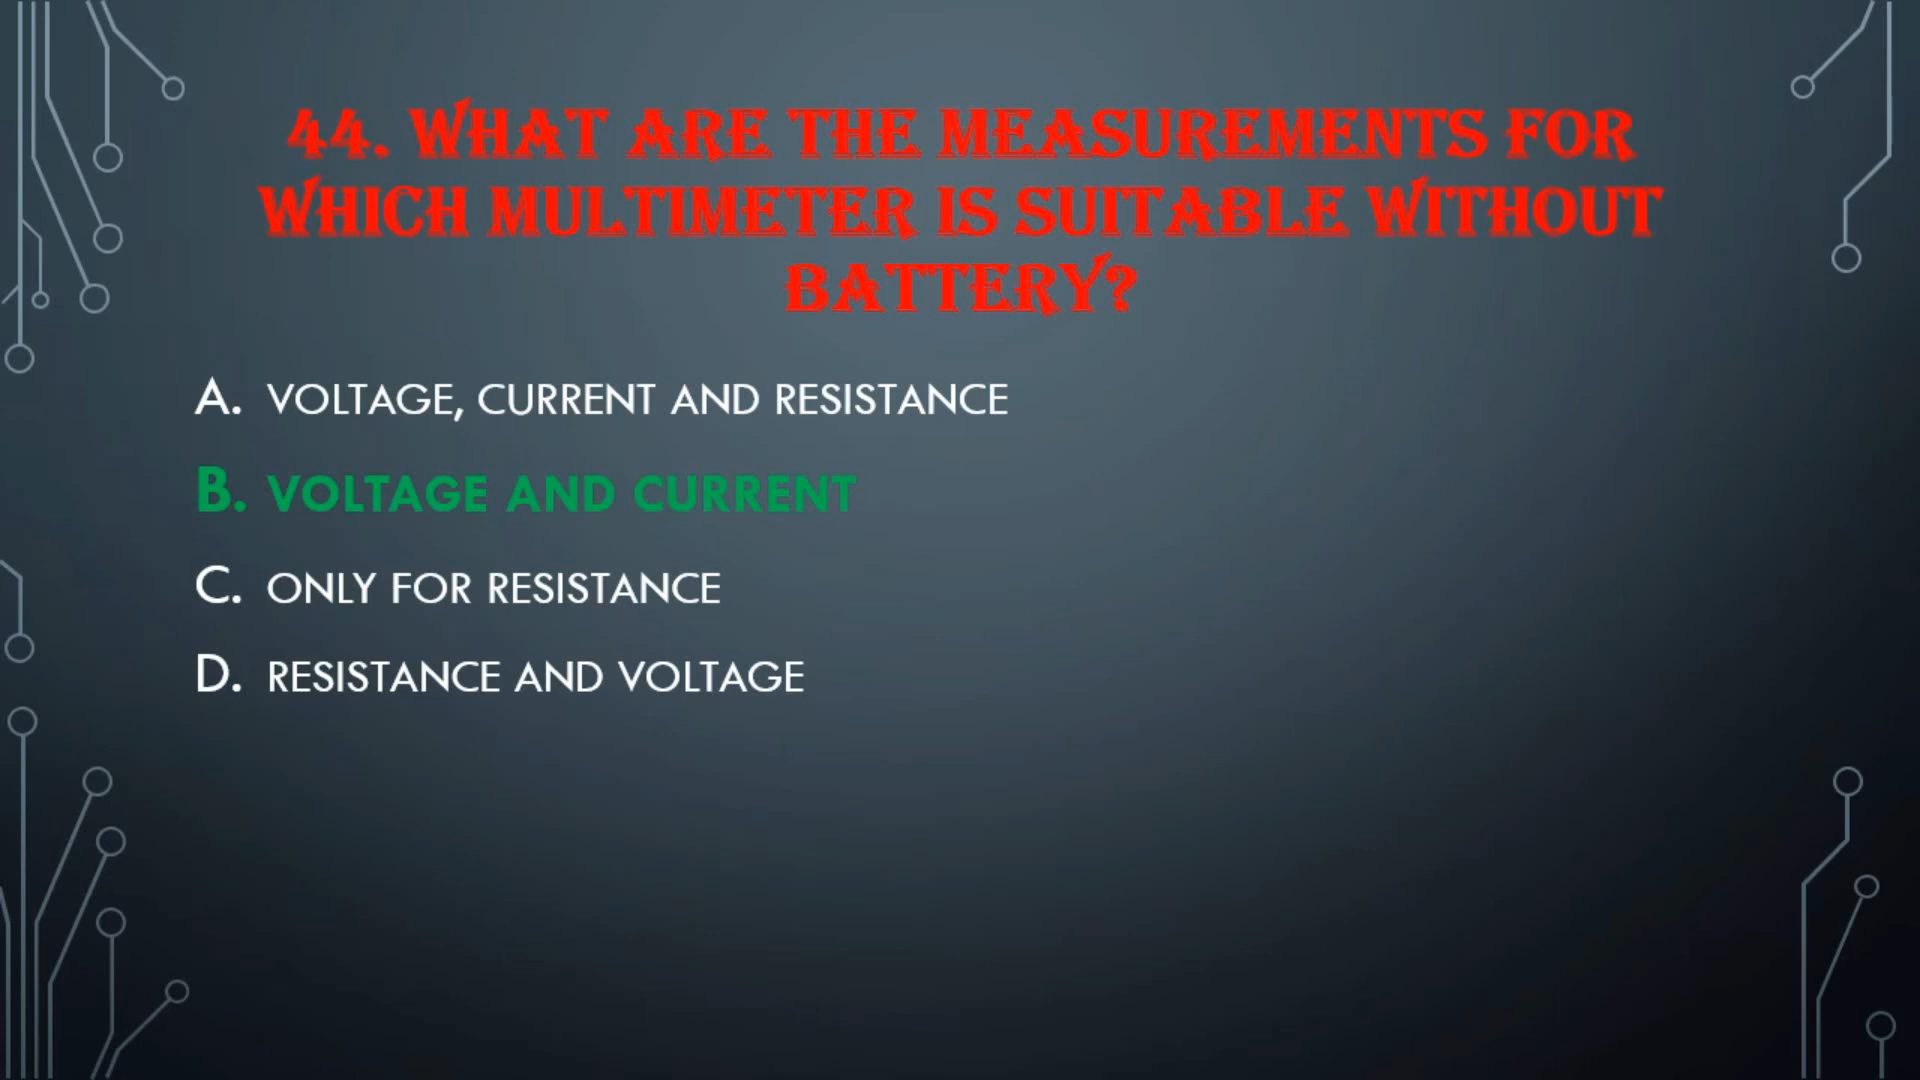 44. WHAT ARE THE MEASUREMENTS FOR
WHICH MULTIMETER IS SUITABLE WITHOUT
BATTERY?
A. VOLTAGE, CURRENT AND RESISTANCE
B. VOLTAGE AND CURRENT
C. ONLY FOR RESISTANCE
D. RESISTANCE AND VOLTAGE